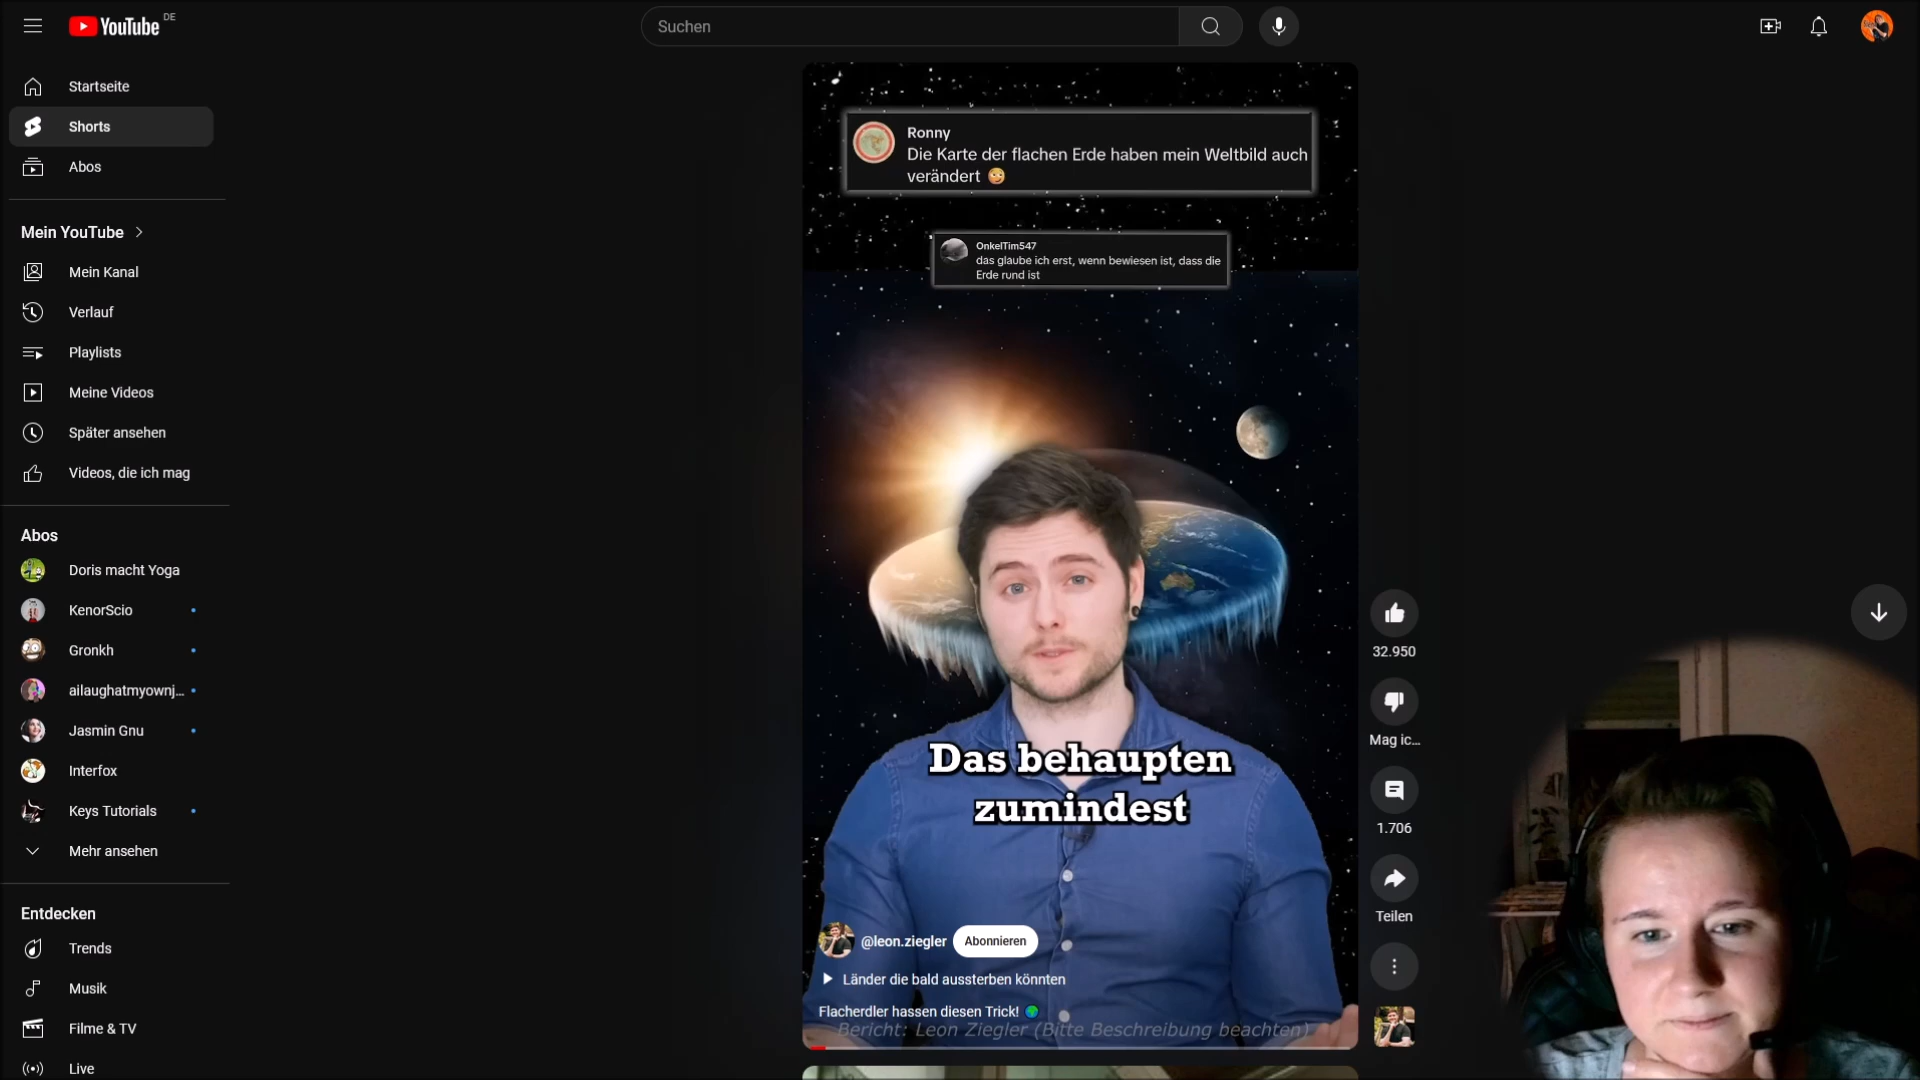 YouTube DE
Suchen
Startseite
Shorts
Abos
Mein YouTube
Mein Kanal
Verlauf
Playlists
Meine Videos
Später ansehen
Videos, die ich mag
Abos
Doris macht Yoga
KenorScio
Gronkh
ailaughatmyownj...
Jasmin Gnu
Interfox
Keys Tutorials
Mehr ansehen
Entdecken
Trends
Musik
Filme & TV
Live
Ronny
Die Karte der flachen Erde haben mein Weltbild auch
verändert
OnkelTim547
das glaube ich erst, wenn bewiesen ist, dass die
Erde rund ist
Das behaupten
zumindest
@leon.ziegler Abonnieren
Länder die bald aussterben könnten
Flacherdler hassen diesen Trick!
Bericht: Leon Ziegler (Bitte Beschreibung beachten)
32.950
Mag ic...
1.706
Teilen